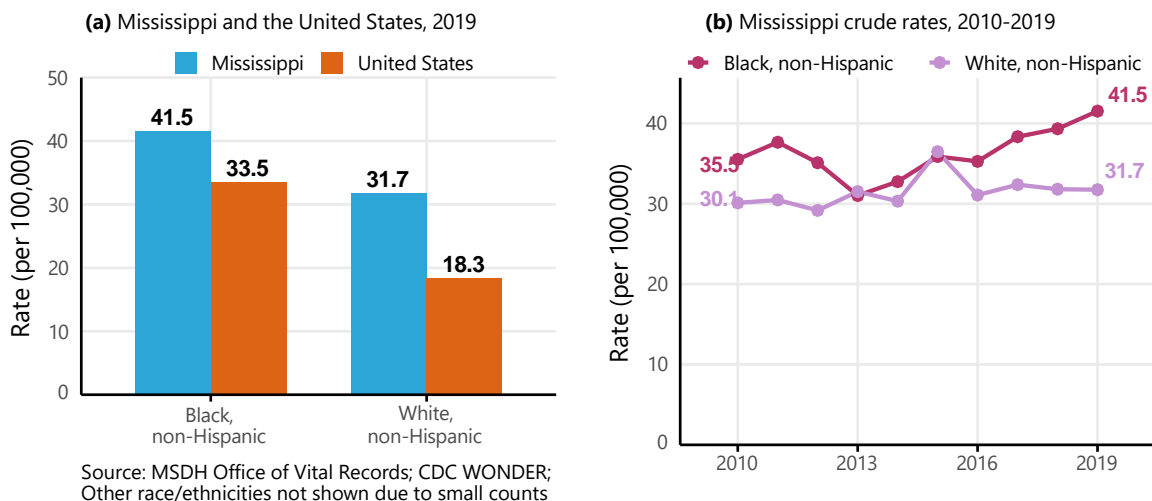 (a) Mississippi and the United States, 2019
Mississippi United States
Rate (per 100,000)
50
40
30
20
10
0
41.5
33.5
31.7
18.3
Black,
non-Hispanic
White,
non-Hispanic
Source: MSDH Office of Vital Records; CDC WONDER;
Other race/ethnicities not shown due to small counts
(b) Mississippi crude rates, 2010-2019
Black, non-Hispanic White, non-Hispanic
Rate (per 100,000)
40
30
20
10
0
35.5
30.1
41.5
31.7
2010 2013 2016 2019